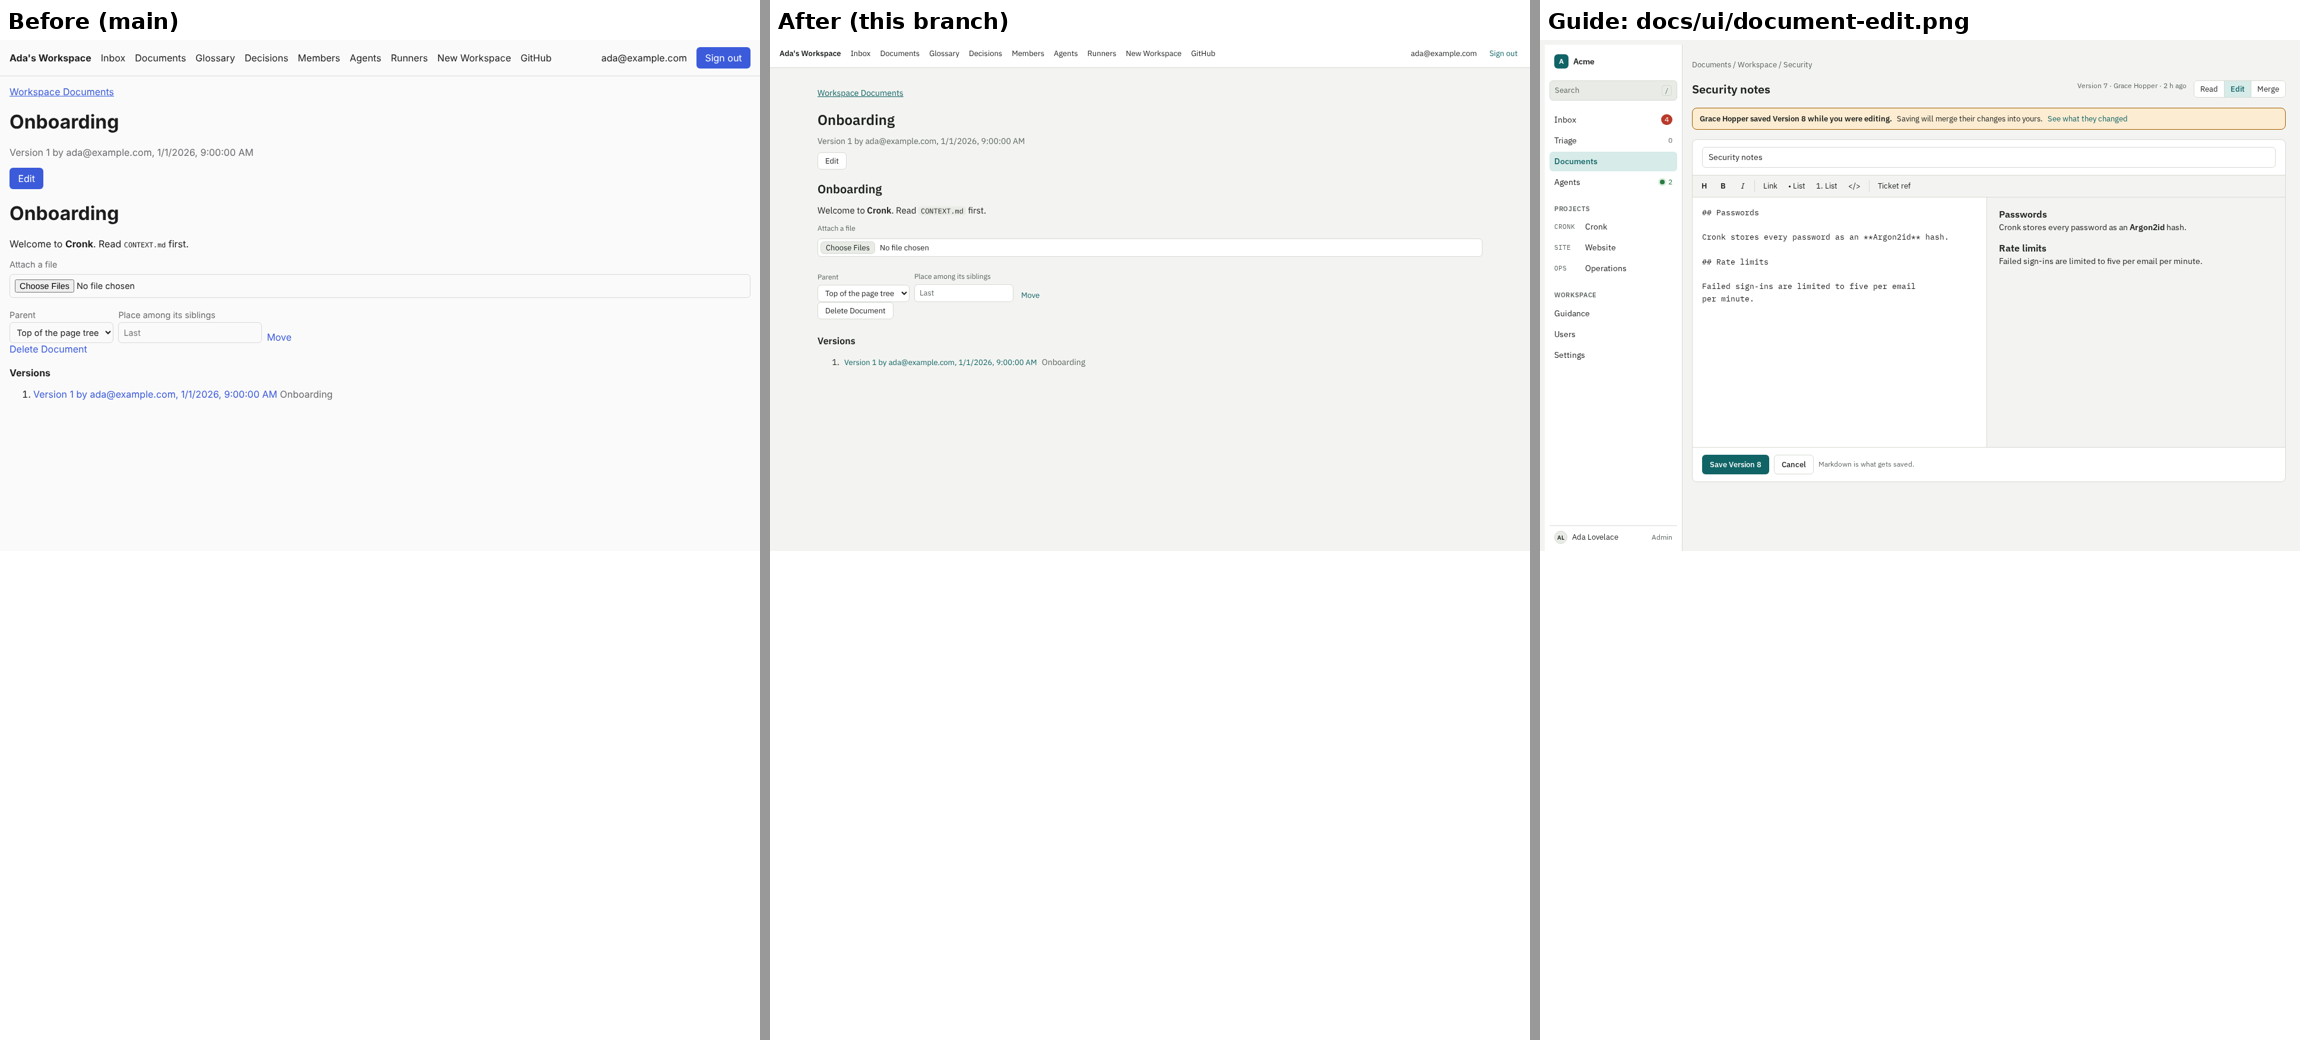 Before (main)
Ada's Workspace Inbox Documents Glossary Decisions Members Agents Runners New Workspace GitHub ada@example.com Sign out
Workspace Documents
Onboarding
Version 1 by ada@example.com, 1/1/2026, 9:00:00 AM
Edit
Onboarding
Welcome to Cronk. Read CONTEXT.md first.
Attach a file
Choose Files No file chosen
Parent Place among its siblings
Top of the page tree Last Move
Delete Document
Versions
1. Version 1 by ada@example.com, 1/1/2026, 9:00:00 AM Onboarding
After (this branch)
Ada's Workspace Inbox Documents Glossary Decisions Members Agents Runners New Workspace GitHub ada@example.com Sign out
Workspace Documents
Onboarding
Version 1 by ada@example.com, 1/1/2026, 9:00:00 AM
Edit
Onboarding
Welcome to Cronk. Read CONTEXT.md first.
Attach a file
Choose Files No file chosen
Parent Place among its siblings
Top of the page tree Last Move
Delete Document
Versions
1. Version 1 by ada@example.com, 1/1/2026, 9:00:00 AM Onboarding
Guide: docs/ui/document-edit.png
A Acme
Search /
Inbox 4
Triage 0
Documents
Agents 2
PROJECTS
CRONK Cronk
SITE Website
OPS Operations
WORKSPACE
Guidance
Users
Settings
AL Ada Lovelace Admin
Documents / Workspace / Security
Security notes Version 7 · Grace Hopper · 2 h ago Read Edit Merge
Grace Hopper saved Version 8 while you were editing. Saving will merge their changes into yours. See what they changed
Security notes
H B I Link • List 1. List </> Ticket ref
## Passwords
Cronk stores every password as an **Argon2id** hash.
## Rate limits
Failed sign-ins are limited to five per email
per minute.
Passwords
Cronk stores every password as an Argon2id hash.
Rate limits
Failed sign-ins are limited to five per email per minute.
Save Version 8 Cancel Markdown is what gets saved.